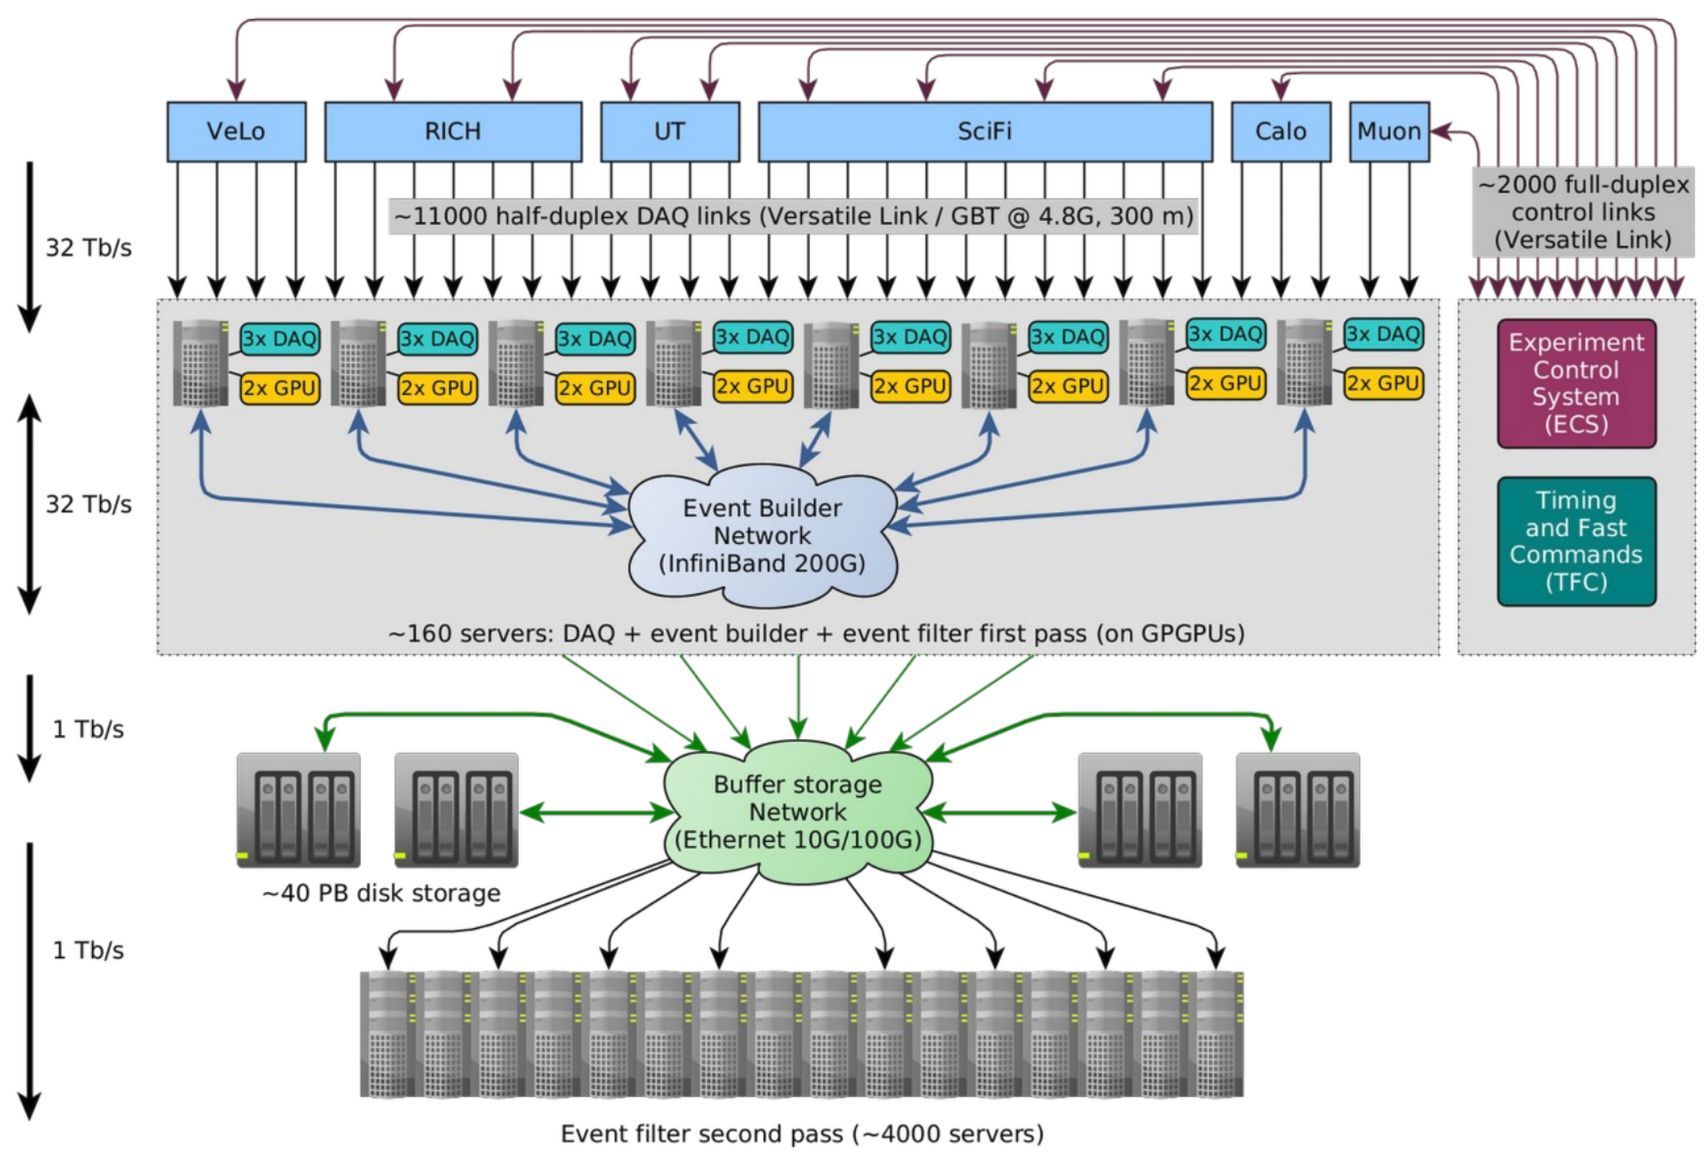 VeLo
RICH
UT
SciFi
Calo
Muon
~2000 full-duplex
control links
(Versatile Link)
~11000 half-duplex DAQ links (Versatile Link / GBT @ 4.8G, 300 m)
32 Tb/s
3x DAQ
2x GPU
3x DAQ
2x GPU
3x DAQ
2x GPU
3x DAQ
2x GPU
3x DAQ
2x GPU
3x DAQ
2x GPU
3x DAQ
2x GPU
3x DAQ
2x GPU
Experiment
Control
System
(ECS)
32 Tb/s
Event Builder
Network
(InfiniBand 200G)
Timing
and Fast
Commands
(TFC)
~160 servers: DAQ + event builder + event filter first pass (on GPGPUs)
1 Tb/s
Buffer storage
Network
(Ethernet 10G/100G)
~40 PB disk storage
1 Tb/s
Event filter second pass (~4000 servers)